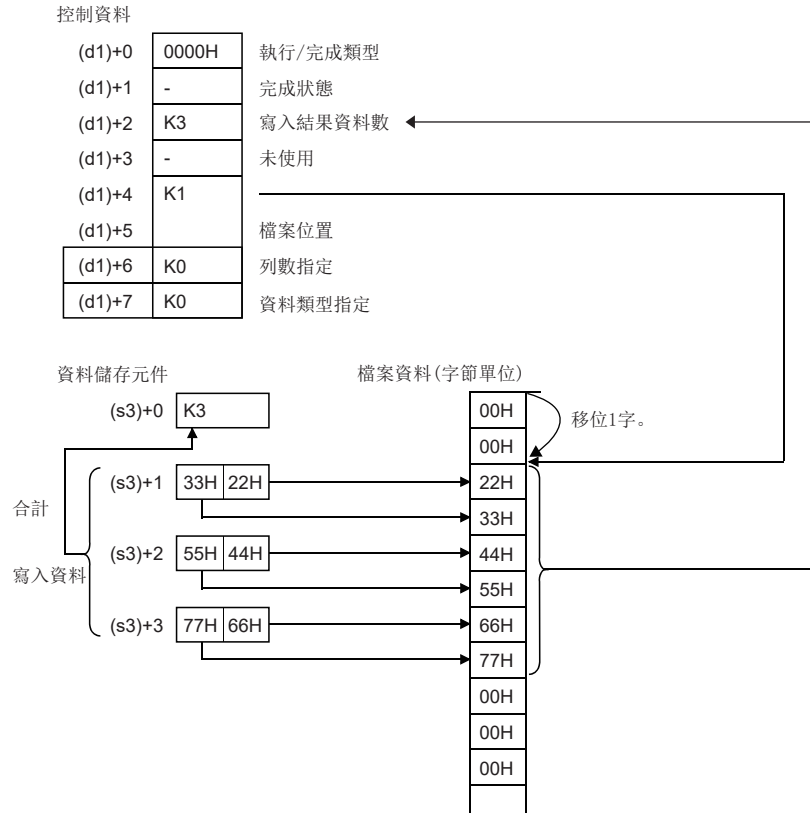 控制資料
(d1)+0 0000H 執行/完成類型
(d1)+1 - 完成狀態
(d1)+2 K3 寫入結果資料數
(d1)+3 - 未使用
(d1)+4 K1
(d1)+5 檔案位置
(d1)+6 K0 列數指定
(d1)+7 K0 資料類型指定
資料儲存元件 檔案資料(字節單位)
(s3)+0 K3 00H 移位1字。
00H
(s3)+1 33H 22H 22H
合計 33H
(s3)+2 55H 44H 44H
寫入資料 55H
(s3)+3 77H 66H 66H
77H
00H
00H
00H